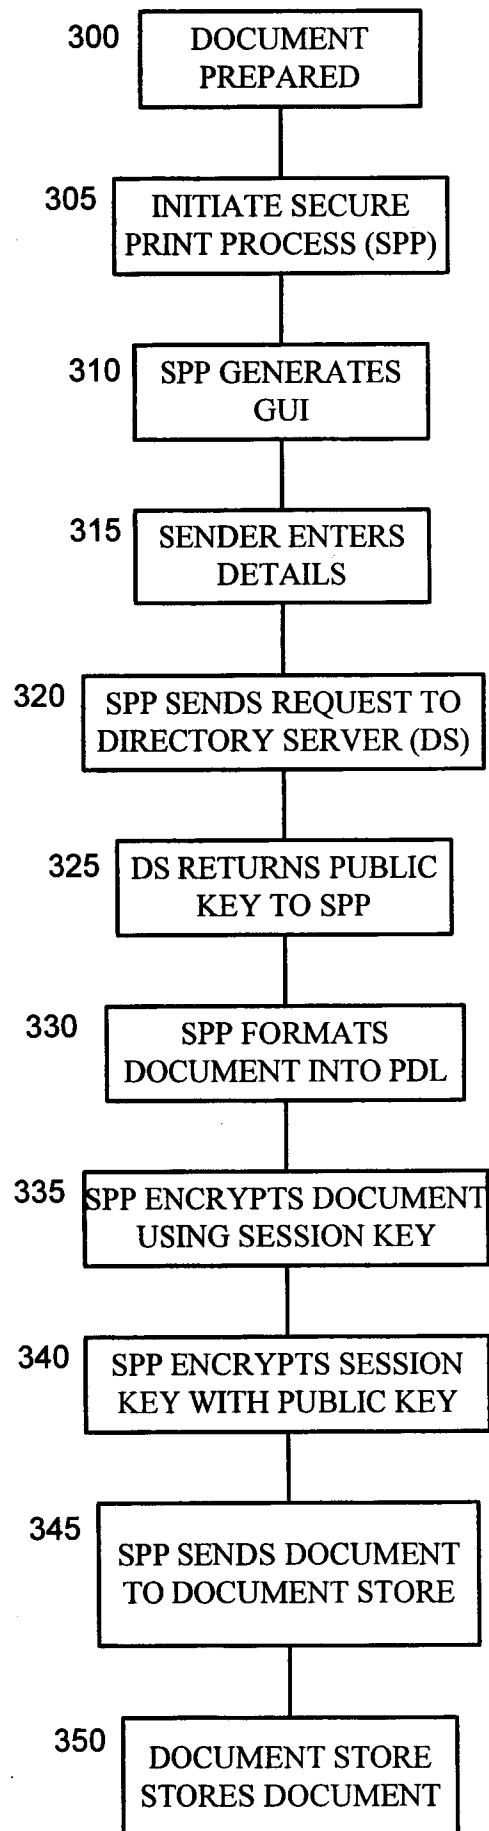 300
DOCUMENT
PREPARED
305
INITIATE SECURE
PRINT PROCESS (SPP)
310
SPP GENERATES
GUI
315
SENDER ENTERS
DETAILS
320
SPP SENDS REQUEST TO
DIRECTORY SERVER (DS)
325
DS RETURNS PUBLIC
KEY TO SPP
330
SPP FORMATS
DOCUMENT INTO PDL
335
SPP ENCRYPTS DOCUMENT
USING SESSION KEY
340
SPP ENCRYPTS SESSION
KEY WITH PUBLIC KEY
345
SPP SENDS DOCUMENT
TO DOCUMENT STORE
350
DOCUMENT STORE
STORES DOCUMENT